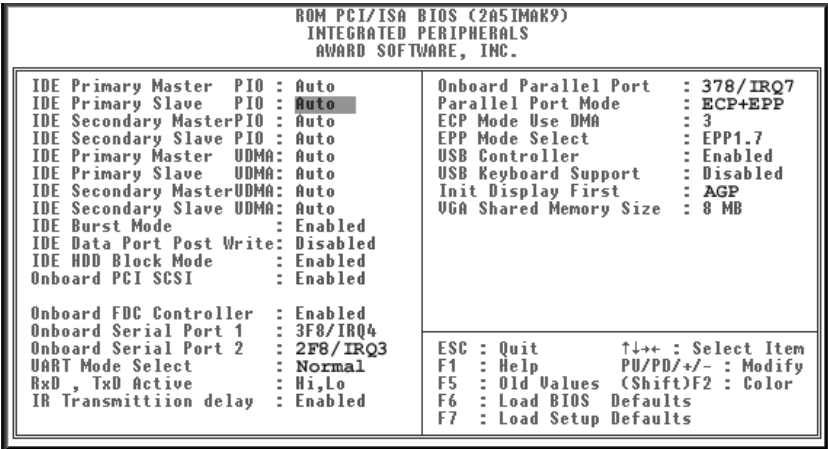 ROM PCI/ISA BIOS (2A5IMAK9)
INTEGRATED PERIPHERALS
AWARD SOFTWARE, INC.
IDE Primary Master PIO : Auto
IDE Primary Slave PIO : Auto
IDE Secondary MasterPIO : Auto
IDE Secondary Slave PIO : Auto
IDE Primary Master UDMA: Auto
IDE Primary Slave UDMA: Auto
IDE Secondary MasterUDMA: Auto
IDE Secondary Slave UDMA: Auto
IDE Burst Mode : Enabled
IDE Data Port Post Write: Disabled
IDE HDD Block Mode : Enabled
Onboard PCI SCSI : Enabled
Onboard FDC Controller : Enabled
Onboard Serial Port 1 : 3F8/IRQ4
Onboard Serial Port 2 : 2F8/IRQ3
UART Mode Select : Normal
RxD , TxD Active : Hi,Lo
IR Transmittiion delay : Enabled
Onboard Parallel Port : 378/IRQ7
Parallel Port Mode : ECP+EPP
ECP Mode Use DMA : 3
EPP Mode Select : EPP1.7
USB Controller : Enabled
USB Keyboard Support : Disabled
Init Display First : AGP
VGA Shared Memory Size : 8 MB
ESC : Quit ↑↓→← : Select Item
F1 : Help PU/PD/+/- : Modify
F5 : Old Values (Shift)F2 : Color
F6 : Load BIOS Defaults
F7 : Load Setup Defaults